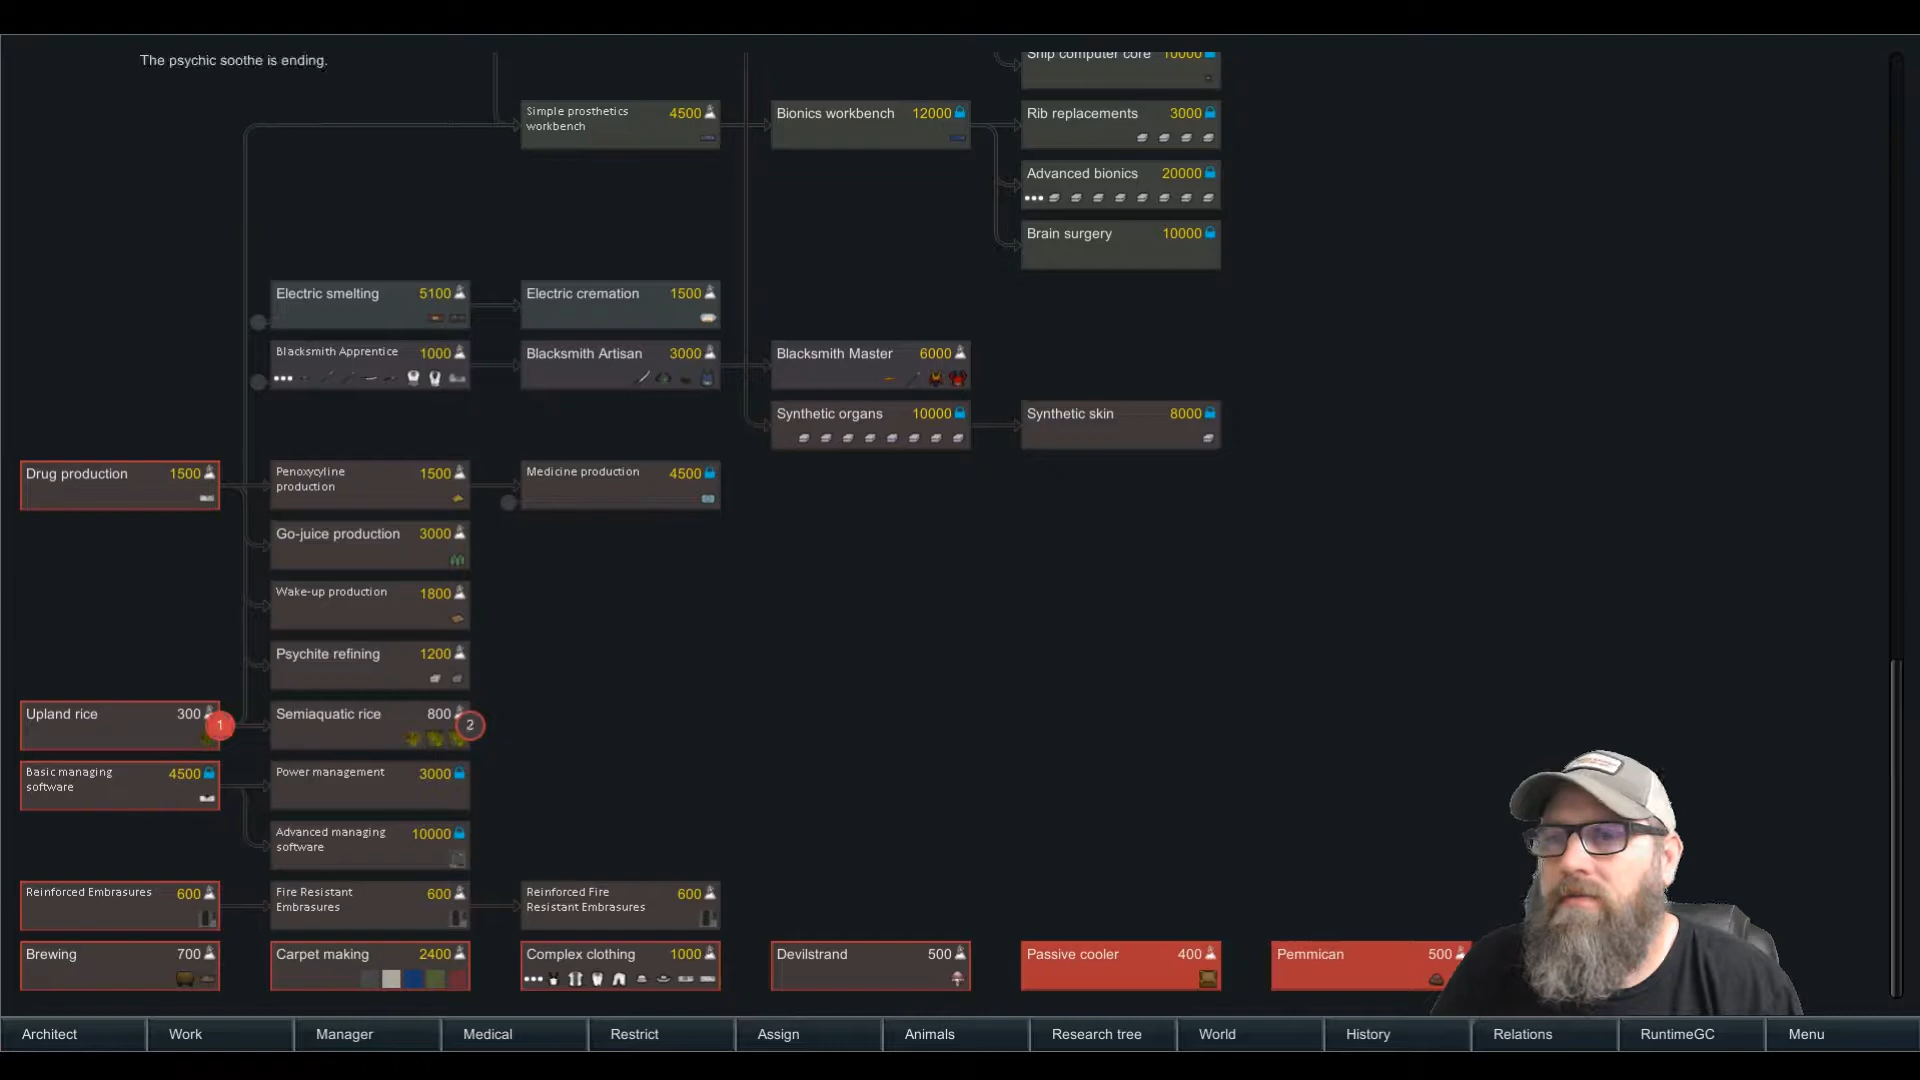 The psychic soothe is ending.
Ship computer core 10000
Simple prosthetics
workbench
4500
Bionics workbench 12000
Rib replacements 3000
Advanced bionics 20000
Brain surgery 10000
Electric smelting 5100
Electric cremation 1500
Blacksmith Apprentice 1000
Blacksmith Artisan 3000
Blacksmith Master 6000
Synthetic organs 10000
Synthetic skin 8000
Drug production 1500
Penoxycyline
production
1500
Medicine production 4500
Go-juice production 3000
Wake-up production 1800
Psychite refining 1200
Upland rice 300
1
Semiaquatic rice 800
2
Basic managing
software
4500
Power management 3000
Advanced managing
software
10000
Reinforced Embrasures 600
Fire Resistant
Embrasures
600
Reinforced Fire
Resistant Embrasures
600
Brewing 700
Carpet making 2400
Complex clothing 1000
Devilstrand 500
Passive cooler 400
Pemmican 500
Architect
Work
Manager
Medical
Restrict
Assign
Animals
Research tree
World
History
Relations
RuntimeGC
Menu